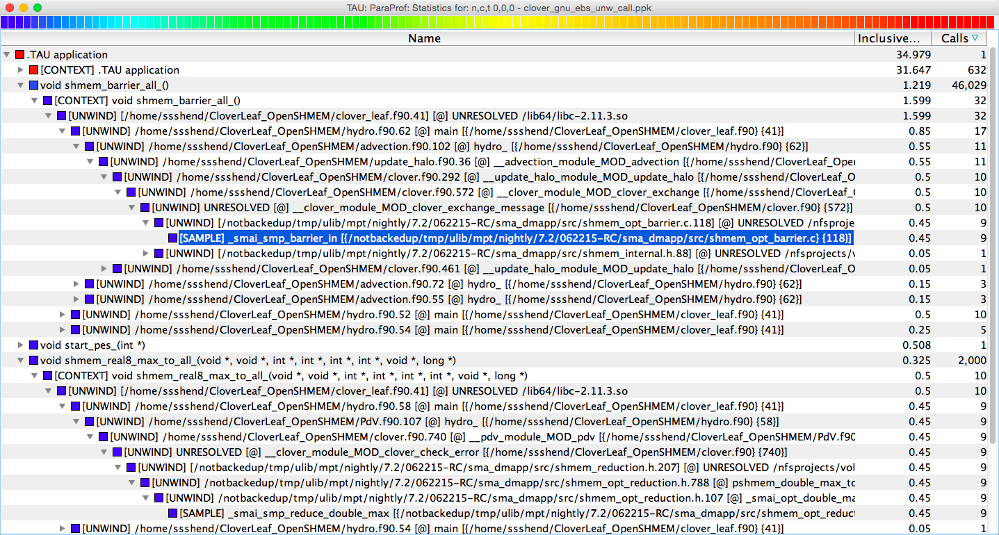 TAU: ParaProf: Statistics for: n,c,t 0,0,0 - clover_gnu_ebs_unw_call.ppk
Name Inclusive... Calls
.TAU application 34.979 1
[CONTEXT] .TAU application 31.647 632
void shmem_barrier_all_() 1.219 46,029
[CONTEXT] void shmem_barrier_all_() 1.599 32
[UNWIND] [/home/ssshend/CloverLeaf_OpenSHMEM/clover_leaf.f90.41] [@] UNRESOLVED /lib64/libc-2.11.3.so 1.599 32
[UNWIND] /home/ssshend/CloverLeaf_OpenSHMEM/hydro.f90.62 [@] main [{/home/ssshend/CloverLeaf_OpenSHMEM/clover_leaf.f90} {41}] 0.85 17
[UNWIND] /home/ssshend/CloverLeaf_OpenSHMEM/advection.f90.102 [@] hydro_ [{/home/ssshend/CloverLeaf_OpenSHMEM/hydro.f90} {62}] 0.55 11
[UNWIND] /home/ssshend/CloverLeaf_OpenSHMEM/update_halo.f90.36 [@] __advection_module_MOD_advection [{/home/ssshend/CloverLeaf_Oper 0.55 11
[UNWIND] /home/ssshend/CloverLeaf_OpenSHMEM/clover.f90.292 [@] __update_halo_module_MOD_update_halo [{/home/ssshend/CloverLeaf_O 0.5 10
[UNWIND] /home/ssshend/CloverLeaf_OpenSHMEM/clover.f90.572 [@] __clover_module_MOD_clover_exchange [{/home/ssshend/CloverLeaf_( 0.5 10
[UNWIND] UNRESOLVED [@] __clover_module_MOD_clover_exchange_message [{/home/ssshend/CloverLeaf_OpenSHMEM/clover.f90} {572}] 0.5 10
[UNWIND] [/notbackedup/tmp/ulib/mpt/nightly/7.2/062215-RC/sma_dmapp/src/shmem_opt_barrier.c.118] [@] UNRESOLVED /nfsproje 0.45 9
[SAMPLE] _smai_smp_barrier_in [{/notbackedup/tmp/ulib/mpt/nightly/7.2/062215-RC/sma_dmapp/src/shmem_opt_barrier.c} {118}] 0.45 9
[UNWIND] [/notbackedup/tmp/ulib/mpt/nightly/7.2/062215-RC/sma_dmapp/src/shmem_internal.h.88] [@] UNRESOLVED /nfsprojects/v 0.05 1
[UNWIND] /home/ssshend/CloverLeaf_OpenSHMEM/clover.f90.461 [@] __update_halo_module_MOD_update_halo [{/home/ssshend/CloverLeaf_O 0.05 1
[UNWIND] /home/ssshend/CloverLeaf_OpenSHMEM/advection.f90.72 [@] hydro_ [{/home/ssshend/CloverLeaf_OpenSHMEM/hydro.f90} {62}] 0.15 3
[UNWIND] /home/ssshend/CloverLeaf_OpenSHMEM/advection.f90.55 [@] hydro_ [{/home/ssshend/CloverLeaf_OpenSHMEM/hydro.f90} {62}] 0.15 3
[UNWIND] /home/ssshend/CloverLeaf_OpenSHMEM/hydro.f90.52 [@] main [{/home/ssshend/CloverLeaf_OpenSHMEM/clover_leaf.f90} {41}] 0.5 10
[UNWIND] /home/ssshend/CloverLeaf_OpenSHMEM/hydro.f90.54 [@] main [{/home/ssshend/CloverLeaf_OpenSHMEM/clover_leaf.f90} {41}] 0.25 5
void start_pes_(int *) 0.508 1
void shmem_real8_max_to_all_(void *, void *, int *, int *, int *, int *, void *, long *) 0.325 2,000
[CONTEXT] void shmem_real8_max_to_all_(void *, void *, int *, int *, int *, int *, void *, long *) 0.5 10
[UNWIND] [/home/ssshend/CloverLeaf_OpenSHMEM/clover_leaf.f90.41] [@] UNRESOLVED /lib64/libc-2.11.3.so 0.5 10
[UNWIND] /home/ssshend/CloverLeaf_OpenSHMEM/hydro.f90.58 [@] main [{/home/ssshend/CloverLeaf_OpenSHMEM/clover_leaf.f90} {41}] 0.45 9
[UNWIND] /home/ssshend/CloverLeaf_OpenSHMEM/PdV.f90.107 [@] hydro_ [{/home/ssshend/CloverLeaf_OpenSHMEM/hydro.f90} {58}] 0.45 9
[UNWIND] /home/ssshend/CloverLeaf_OpenSHMEM/clover.f90.740 [@] __pdv_module_MOD_pdv [{/home/ssshend/CloverLeaf_OpenSHMEM/PdV.f90 0.45 9
[UNWIND] UNRESOLVED [@] __clover_module_MOD_clover_check_error [{/home/ssshend/CloverLeaf_OpenSHMEM/clover.f90} {740}] 0.45 9
[UNWIND] [/notbackedup/tmp/ulib/mpt/nightly/7.2/062215-RC/sma_dmapp/src/shmem_reduction.h.207] [@] UNRESOLVED /nfsprojects/vol 0.45 9
[UNWIND] /notbackedup/tmp/ulib/mpt/nightly/7.2/062215-RC/sma_dmapp/src/shmem_opt_reduction.h.788 [@] pshmem_double_max_to 0.45 9
[UNWIND] /notbackedup/tmp/ulib/mpt/nightly/7.2/062215-RC/sma_dmapp/src/shmem_opt_reduction.h.107 [@] _smai_opt_double_ma 0.45 9
[SAMPLE] _smai_smp_reduce_double_max [{/notbackedup/tmp/ulib/mpt/nightly/7.2/062215-RC/sma_dmapp/src/shmem_opt_reduct 0.45 9
[UNWIND] /home/ssshend/CloverLeaf_OpenSHMEM/hydro.f90.54 [@] main [{/home/ssshend/CloverLeaf_OpenSHMEM/clover_leaf.f90} {41}] 0.05 1